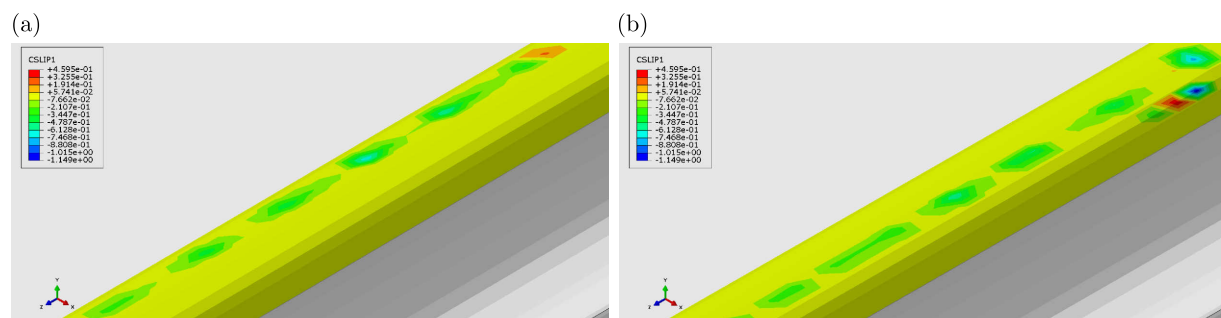 (a)
CSLIP1
+4.595e-01
+3.255e-01
+1.914e-01
+5.741e-02
-7.662e-02
-2.107e-01
-3.447e-01
-4.787e-01
-6.128e-01
-7.468e-01
-8.808e-01
-1.015e+00
-1.149e+00
Y
Z
X
(b)
CSLIP1
+4.595e-01
+3.255e-01
+1.914e-01
+5.741e-02
-7.662e-02
-2.107e-01
-3.447e-01
-4.787e-01
-6.128e-01
-7.468e-01
-8.808e-01
-1.015e+00
-1.149e+00
Y
Z
X